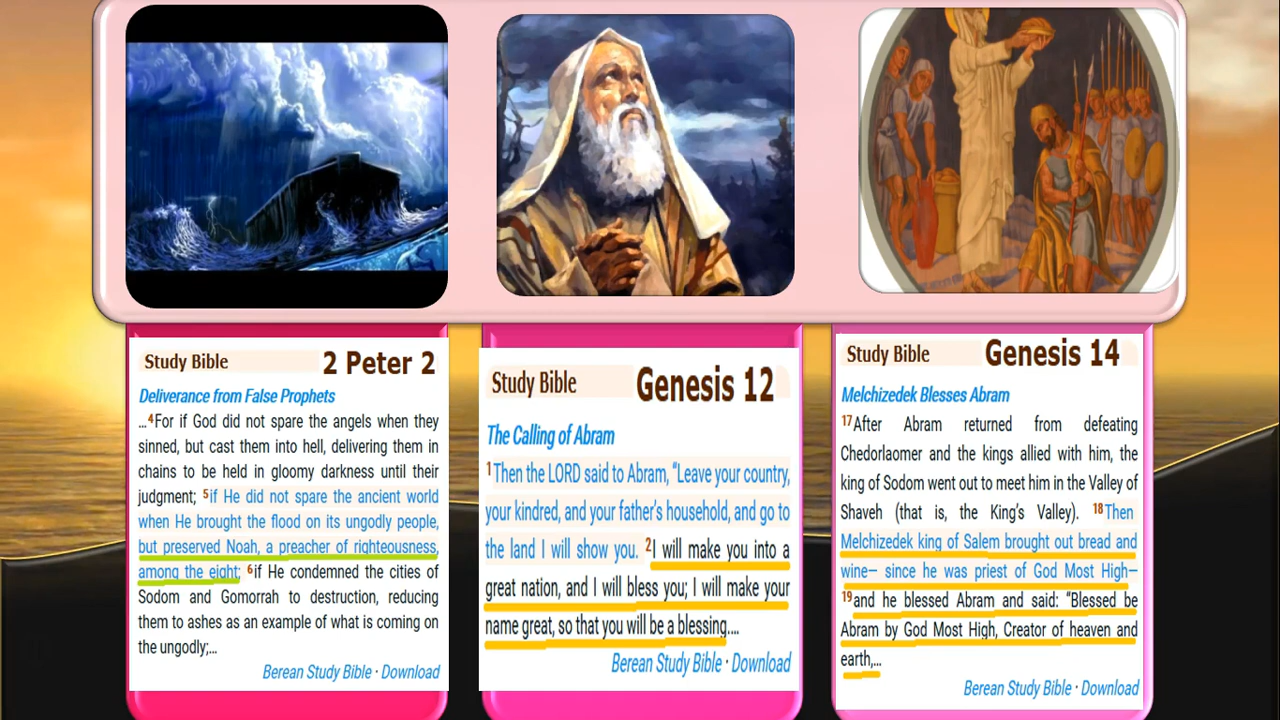 Study Bible 2 Peter 2
Deliverance from False Prophets
...4For if God did not spare the angels when they
sinned, but cast them into hell, delivering them in
chains to be held in gloomy darkness until their
judgment; 5if He did not spare the ancient world
when He brought the flood on its ungodly people,
but preserved Noah, a preacher of righteousness,
among the eight; 6if He condemned the cities of
Sodom and Gomorrah to destruction, reducing
them to ashes as an example of what is coming on
the ungodly;...
Berean Study Bible · Download
Study Bible Genesis 12
The Calling of Abram
1Then the LORD said to Abram, “Leave your country,
your kindred, and your father’s household, and go to
the land I will show you. 2I will make you into a
great nation, and I will bless you; I will make your
name great, so that you will be a blessing....
Berean Study Bible · Download
Study Bible Genesis 14
Melchizedek Blesses Abram
17After Abram returned from defeating
Chedorlaomer and the kings allied with him, the
king of Sodom went out to meet him in the Valley of
Shaveh (that is, the King’s Valley). 18Then
Melchizedek king of Salem brought out bread and
wine— since he was priest of God Most High—
19and he blessed Abram and said: “Blessed be
Abram by God Most High, Creator of heaven and
earth,...
Berean Study Bible · Download